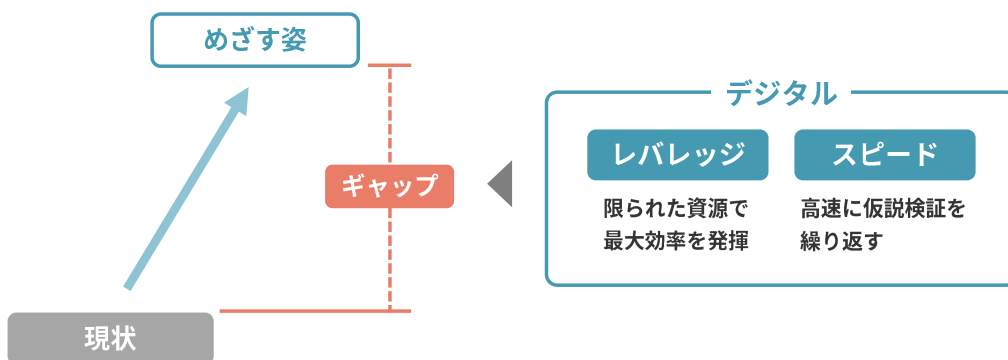 めざす姿
ギャップ
現状
デジタル
レバレッジ
限られた資源で
最大効率を発揮
スピード
高速に仮説検証を
繰り返す